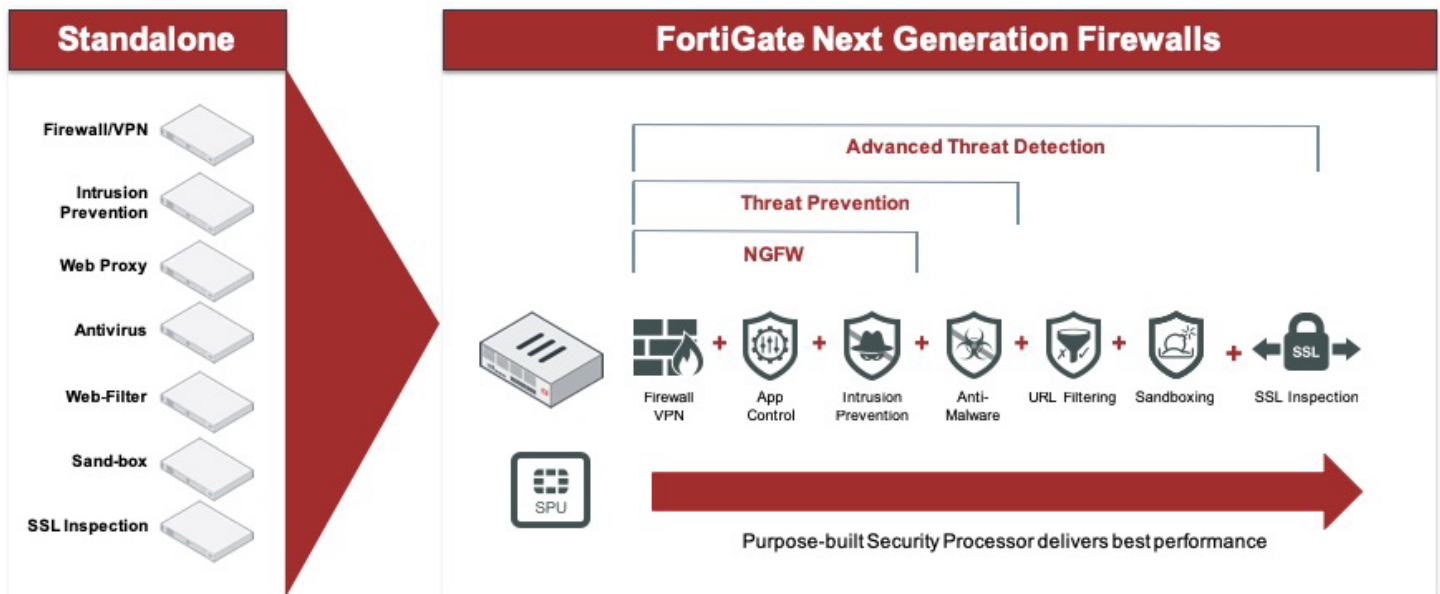 Standalone
FortiGate Next Generation Firewalls
Firewall/VPN
Intrusion
Prevention
Web Proxy
Antivirus
Web-Filter
Sand-box
SSL Inspection
Advanced Threat Detection
Threat Prevention
NGFW
SSL
Firewall
VPN
App
Control
Intrusion
Prevention
Anti-
Malware
URL Filtering
Sandboxing
SSL Inspection
SPU
Purpose-built Security Processor delivers best performance